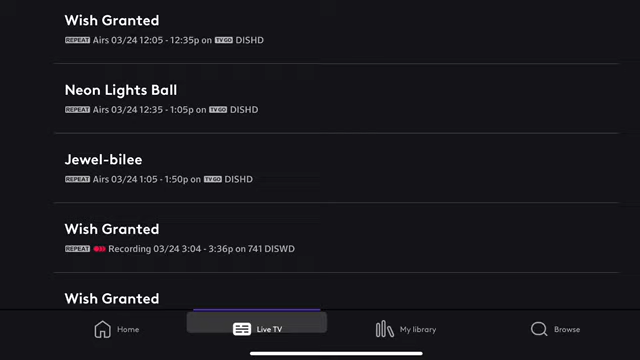 Wish Granted
REPEAT Airs 03/24 12:05 - 12:35p on TVGO DISHD
Neon Lights Ball
REPEAT Airs 03/24 12:35 - 1:05p on TVGO DISHD
Jewel-bilee
REPEAT Airs 03/24 1:05 - 1:50p on TVGO DISHD
Wish Granted
REPEAT Recording 03/24 3:04 - 3:36p on 741 DISWD
Wish Granted
Home Live TV My library Browse